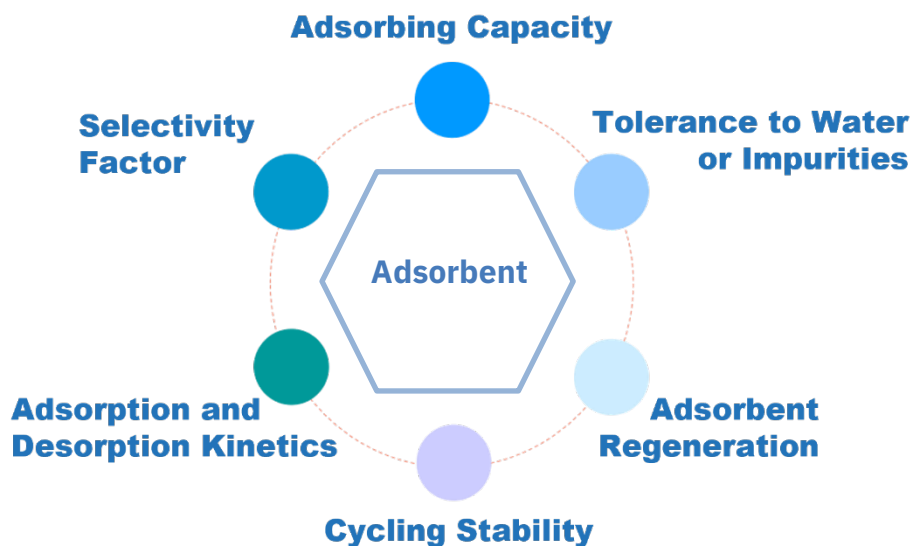 Adsorbing Capacity
Selectivity
Factor
Tolerance to Water
or Impurities
Adsorbent
Adsorption and
Desorption Kinetics
Adsorbent
Regeneration
Cycling Stability